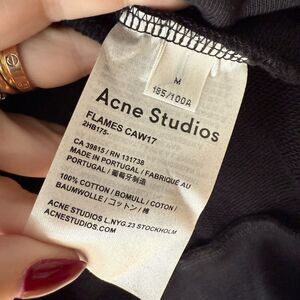 M
185/100A
Acne Studios
FLAMES CAW17
2HB175-
CA 39815 / RN 131738
MADE IN PORTUGAL / FABRIQUÉ AU
PORTUGAL / 葡萄牙制造
100% COTTON / BOMULL / COTON /
BAUMWOLLE / コットン / 棉
ACNE STUDIOS L.NYG.23 STOCKHOLM
ACNESTUDIOS.COM